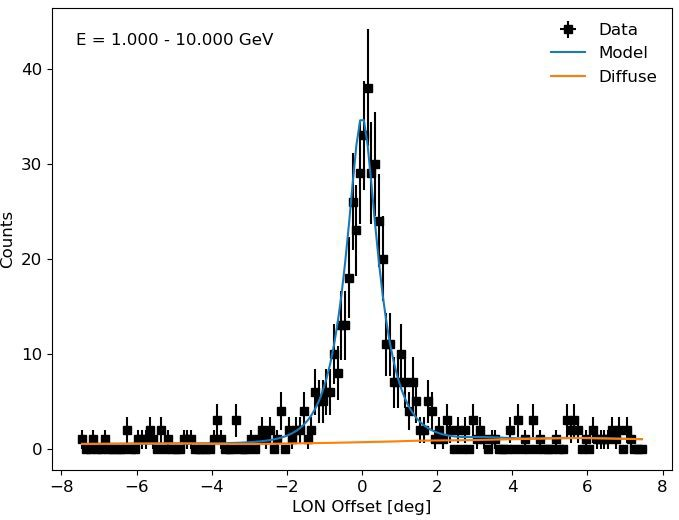 E = 1.000 - 10.000 GeV
Data
Model
Diffuse
Counts
40
30
20
10
0
−8 −6 −4 −2 0 2 4 6 8
LON Offset [deg]